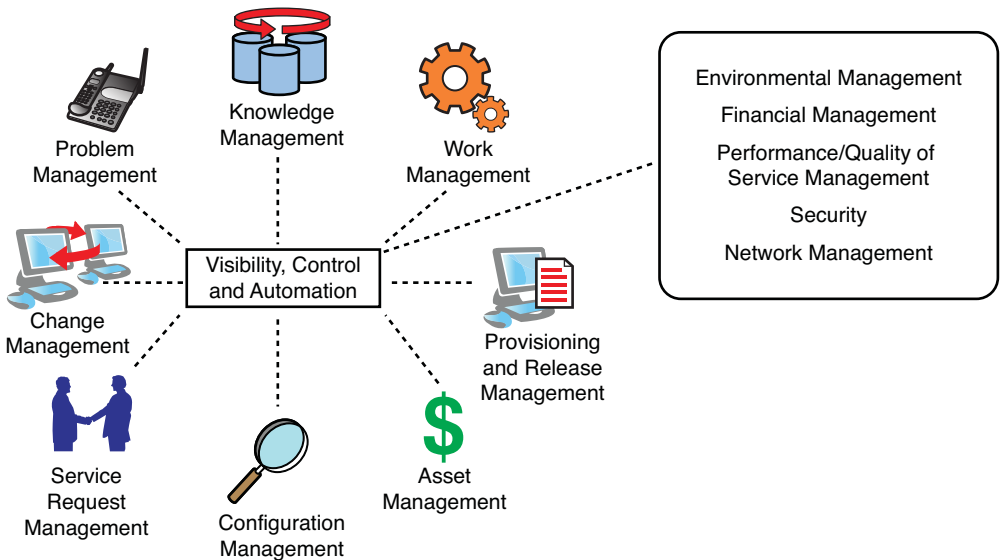 Problem
Management
Knowledge
Management
Work
Management
Environmental Management
Financial Management
Performance/Quality of
Service Management
Security
Network Management
Visibility, Control
and Automation
Change
Management
Provisioning
and Release
Management
Service
Request
Management
Configuration
Management
$
Asset
Management